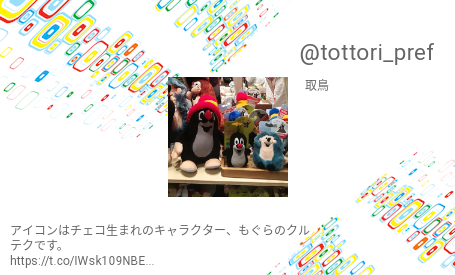 @tottori_pref
取鳥
アイコンはチェコ生まれのキャラクター、もぐらのクル
テクです。
https://t.co/IWsk109NBE...